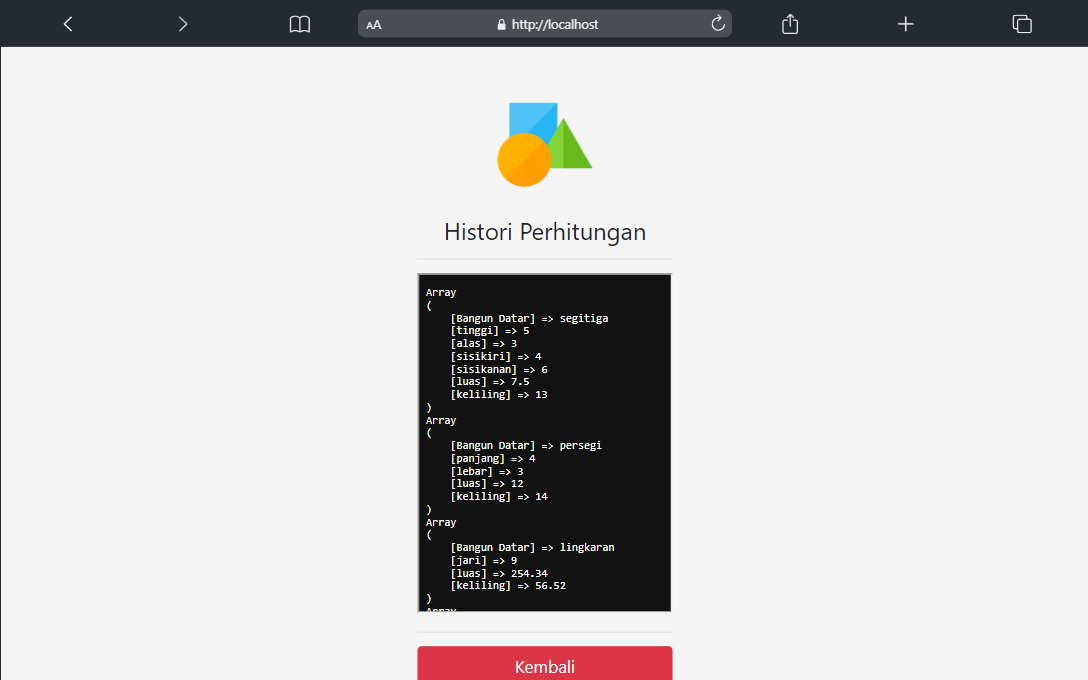 AA http://localhost
Histori Perhitungan
Array
(
    [Bangun Datar] => segitiga
    [tinggi] => 5
    [alas] => 3
    [sisikiri] => 4
    [sisikanan] => 6
    [luas] => 7.5
    [keliling] => 13
)
Array
(
    [Bangun Datar] => persegi
    [panjang] => 4
    [lebar] => 3
    [luas] => 12
    [keliling] => 14
)
Array
(
    [Bangun Datar] => lingkaran
    [jari] => 9
    [luas] => 254.34
    [keliling] => 56.52
)
Array
Kembali